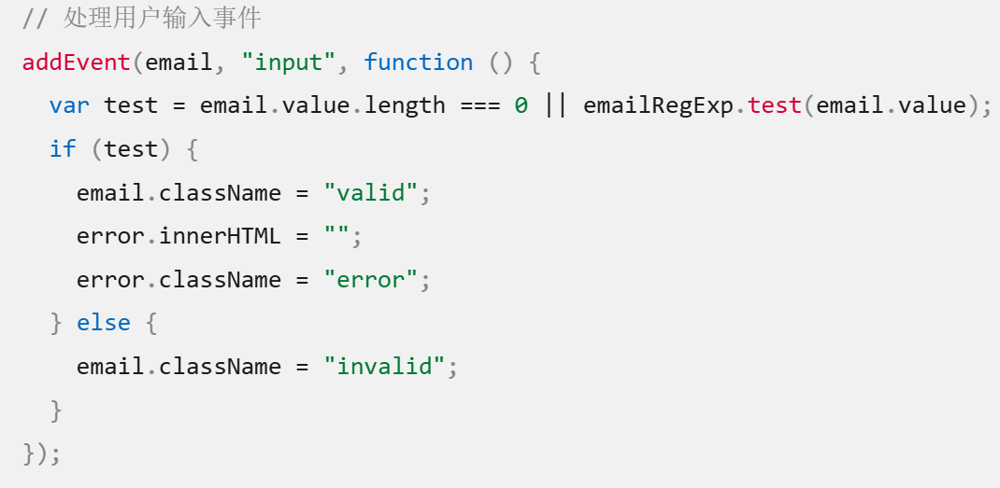 // 处理用户输入事件
addEvent(email, "input", function () {
  var test = email.value.length === 0 || emailRegExp.test(email.value);
  if (test) {
    email.className = "valid";
    error.innerHTML = "";
    error.className = "error";
  } else {
    email.className = "invalid";
  }
});